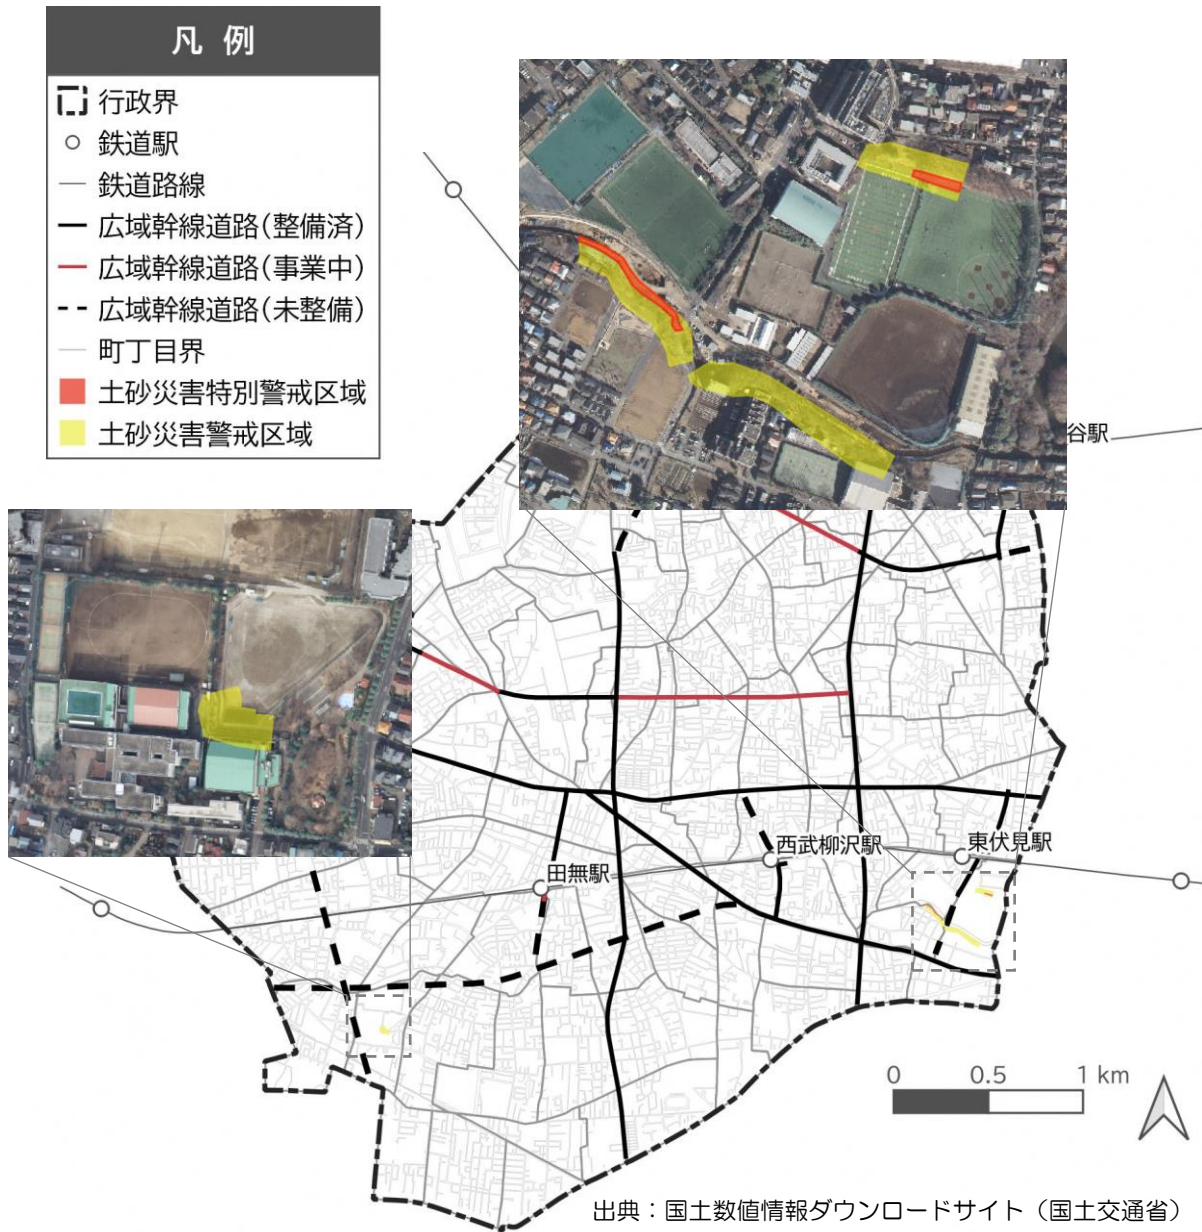 凡 例
行政界
鉄道駅
鉄道路線
広域幹線道路(整備済)
広域幹線道路(事業中)
広域幹線道路(未整備)
町丁目界
土砂災害特別警戒区域
土砂災害警戒区域
谷駅
西武柳沢駅
東伏見駅
田無駅
0 0.5 1 km
出典:国土数値情報ダウンロードサイト(国土交通省)